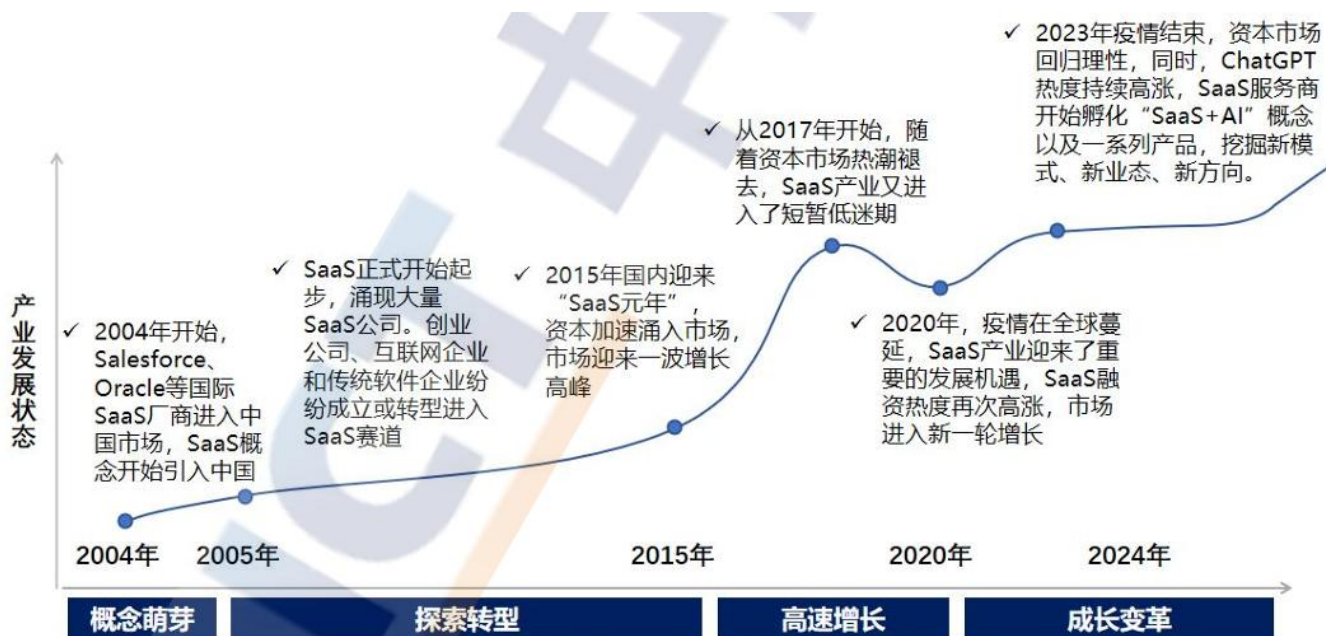 ✓ 2023年疫情结束，资本市场
回归理性，同时，ChatGPT
热度持续高涨，SaaS服务商
开始孵化“SaaS+AI”概念
以及一系列产品，挖掘新模
式、新业态、新方向。
✓ 从2017年开始，随
着资本市场热潮褪
去，SaaS产业又进
入了短暂低迷期
✓ SaaS正式开始起
步，涌现大量
SaaS公司。创业
公司、互联网企业
和传统软件企业纷
纷成立或转型进入
SaaS赛道
✓ 2015年国内迎来
“SaaS元年”，
资本加速涌入市场，
市场迎来一波增长
高峰
✓ 2004年开始，
Salesforce、
Oracle等国际
SaaS厂商进入中
国市场，SaaS概
念开始引入中国
✓ 2020年，疫情在全球蔓
延，SaaS产业迎来了重
要的发展机遇，SaaS融
资热度再次高涨，市场
进入新一轮增长
产业发展状态
2004年
2005年
2015年
2020年
2024年
概念萌芽
探索转型
高速增长
成长变革